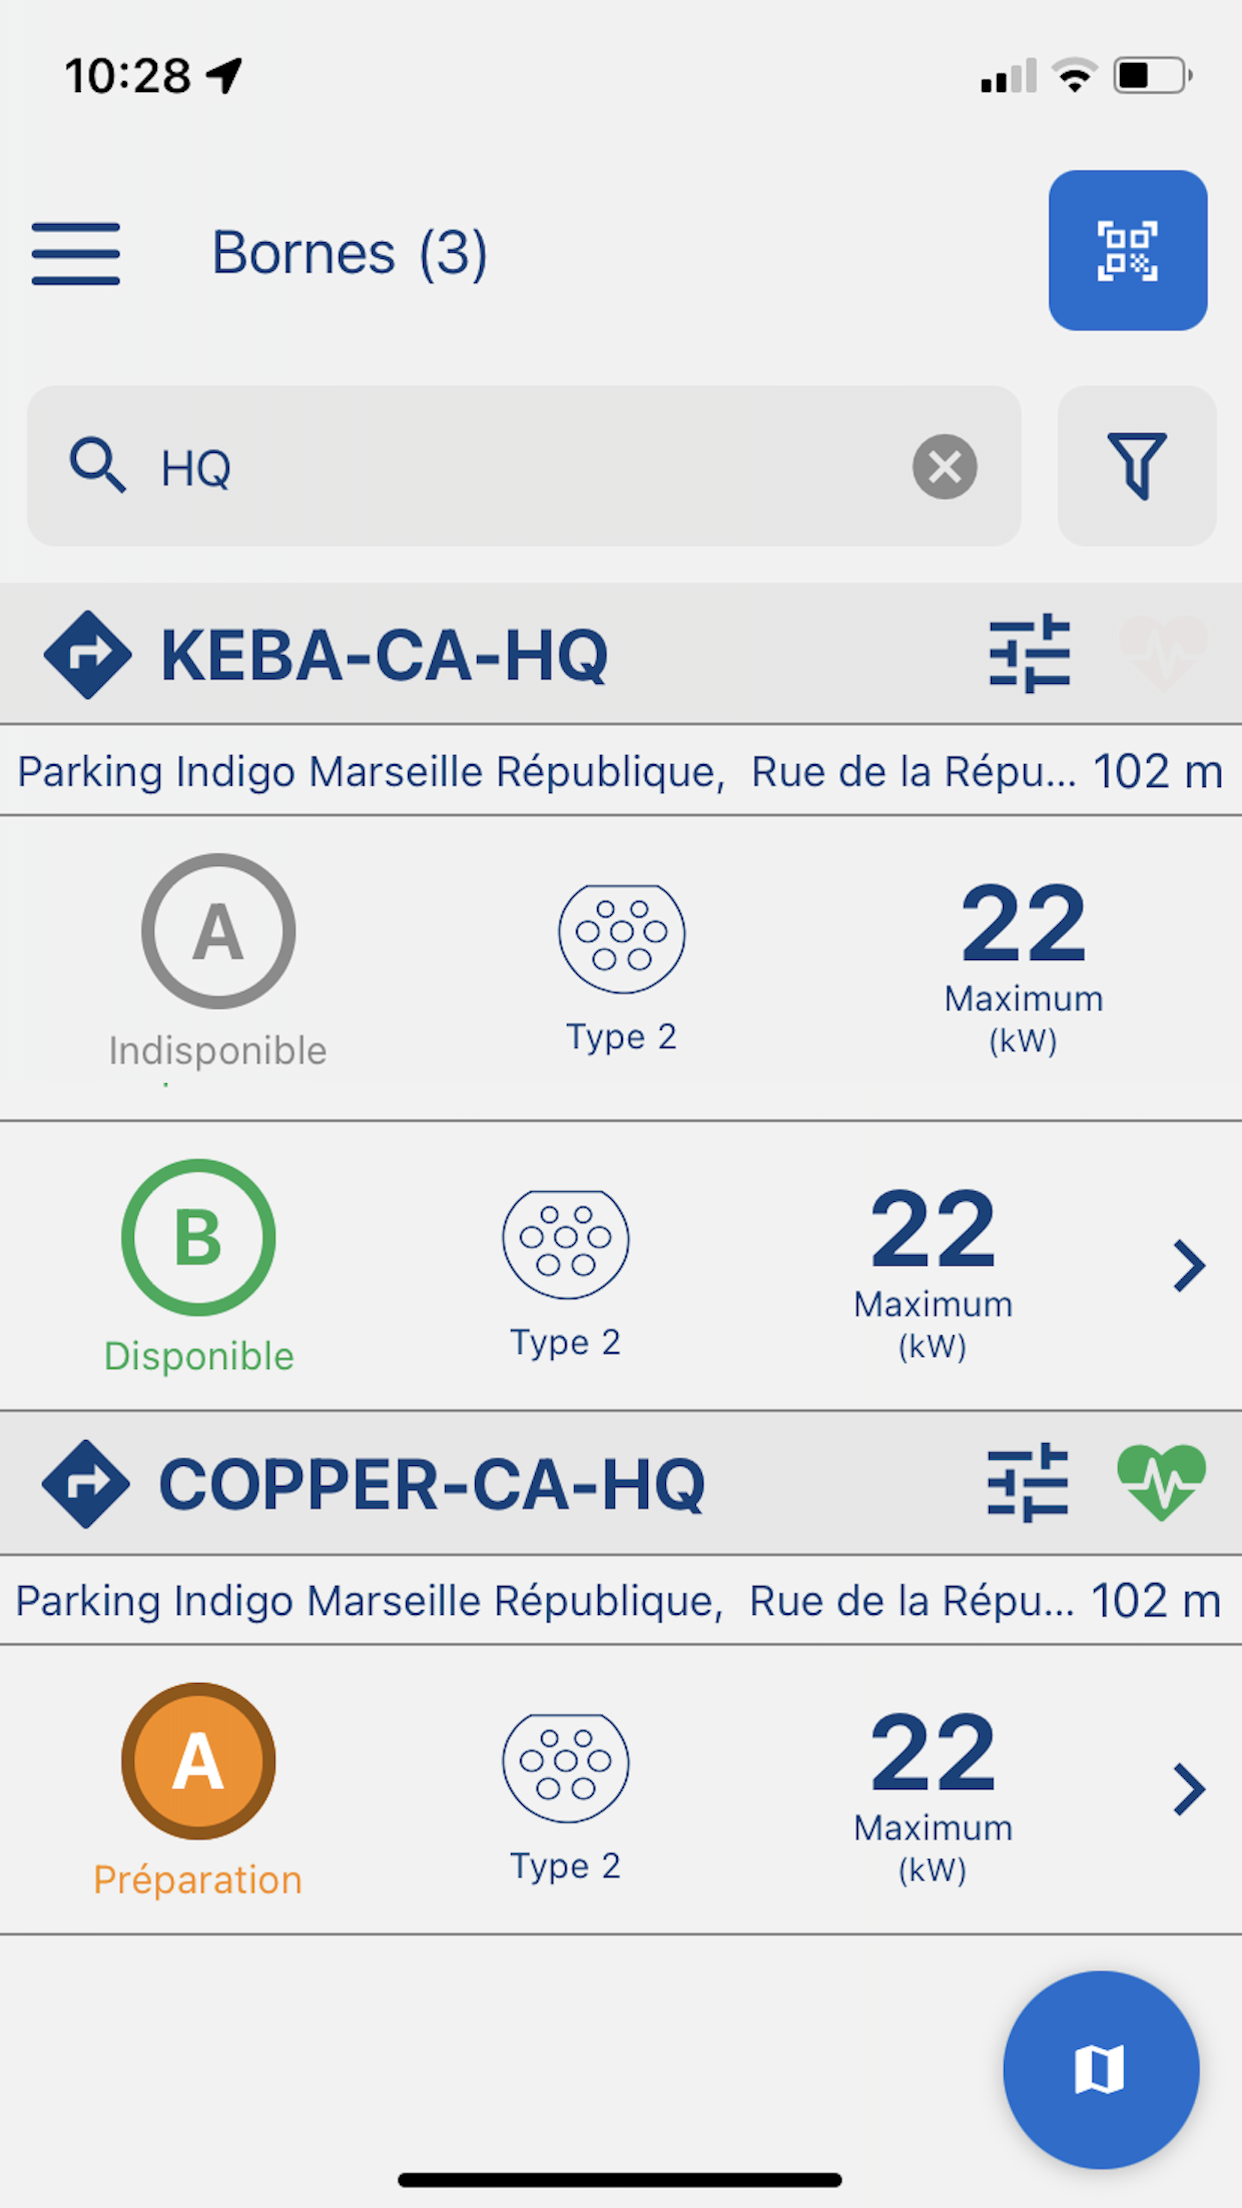 10:28
Bornes (3)
HQ
KEBA-CA-HQ
Parking Indigo Marseille République, Rue de la Répu... 102 m
A
Indisponible
Type 2
22
Maximum
(kW)
B
Disponible
Type 2
22
Maximum
(kW)
COPPER-CA-HQ
Parking Indigo Marseille République, Rue de la Répu... 102 m
A
Préparation
Type 2
22
Maximum
(kW)